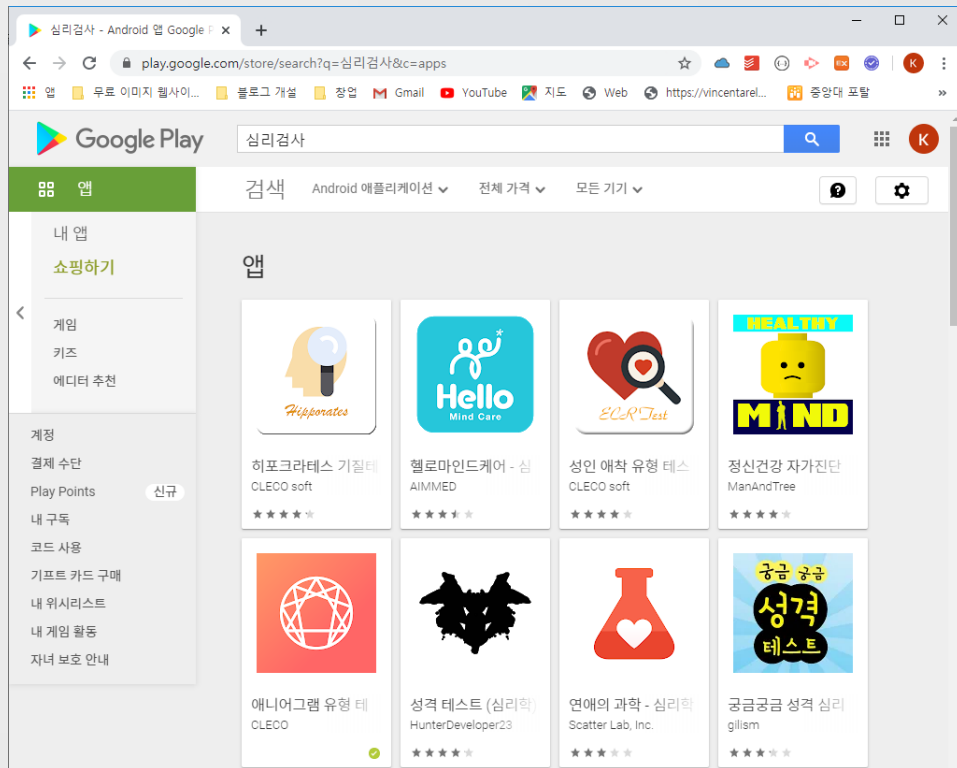 심리검사 - Android 앱 Google P
play.google.com/store/search?q=심리검사&c=apps
K
앱
무료 이미지 웹사이...
블로그 개설
창업
Gmail
YouTube
지도
Web
https://vincentarel...
중앙대 포탈
Google Play
심리검사
K
앱
검색
Android 애플리케이션
전체 가격
모든 기기
내 앱
쇼핑하기
게임
키즈
에디터 추천
계정
결제 수단
Play Points 신규
내 구독
코드 사용
기프트 카드 구매
내 위시리스트
내 게임 활동
자녀 보호 안내
앱
Hipporates
히포크라테스 기질테
CLECO soft
Hello
Mind Care
헬로마인드케어 - 심
AIMMED
ECR Test
성인 애착 유형 테스
CLECO soft
HEALTHY
MIND
정신건강 자가진단
ManAndTree
애니어그램 유형 테
CLECO
성격 테스트 (심리학)
HunterDeveloper23
연애의 과학 - 심리학
Scatter Lab, Inc.
궁금 궁금
성격
테스트
궁금궁금 성격 심리
gilism